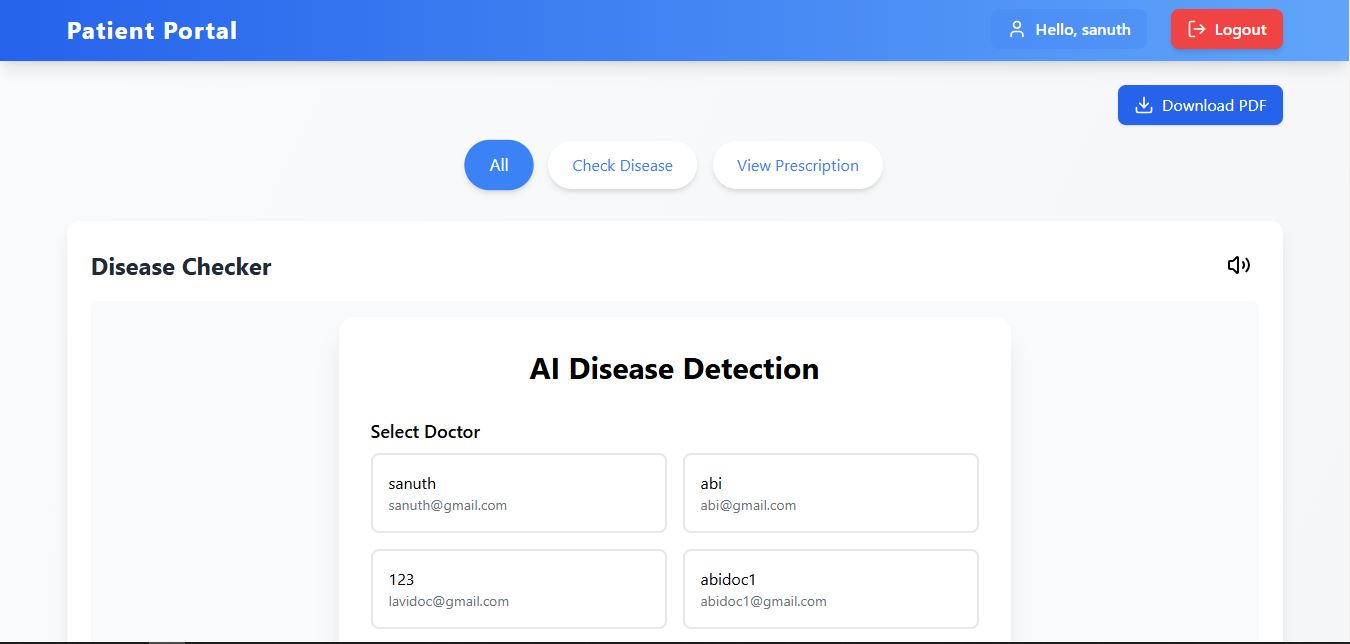 Patient Portal
Hello, sanuth
Logout
Download PDF
All
Check Disease
View Prescription
Disease Checker
AI Disease Detection
Select Doctor
sanuth
sanuth@gmail.com
abi
abi@gmail.com
123
lavidoc@gmail.com
abidoc1
abidoc1@gmail.com